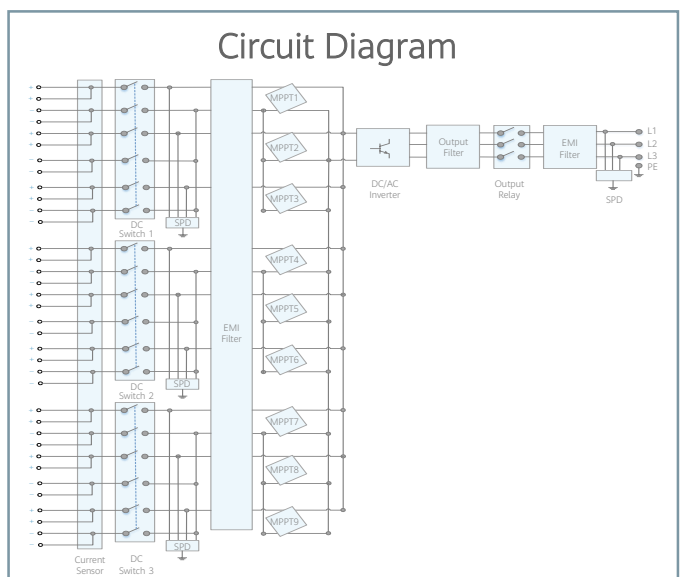 Circuit Diagram
MPPT1
MPPT2
MPPT3
DC
Switch 1
SPD
MPPT4
MPPT5
MPPT6
DC
Switch 2
SPD
EMI
Filter
MPPT7
MPPT8
MPPT9
SPD
Current
Sensor
DC
Switch 3
DC/AC
Inverter
Output
Filter
Output
Relay
EMI
Filter
L1
L2
L3
PE
SPD